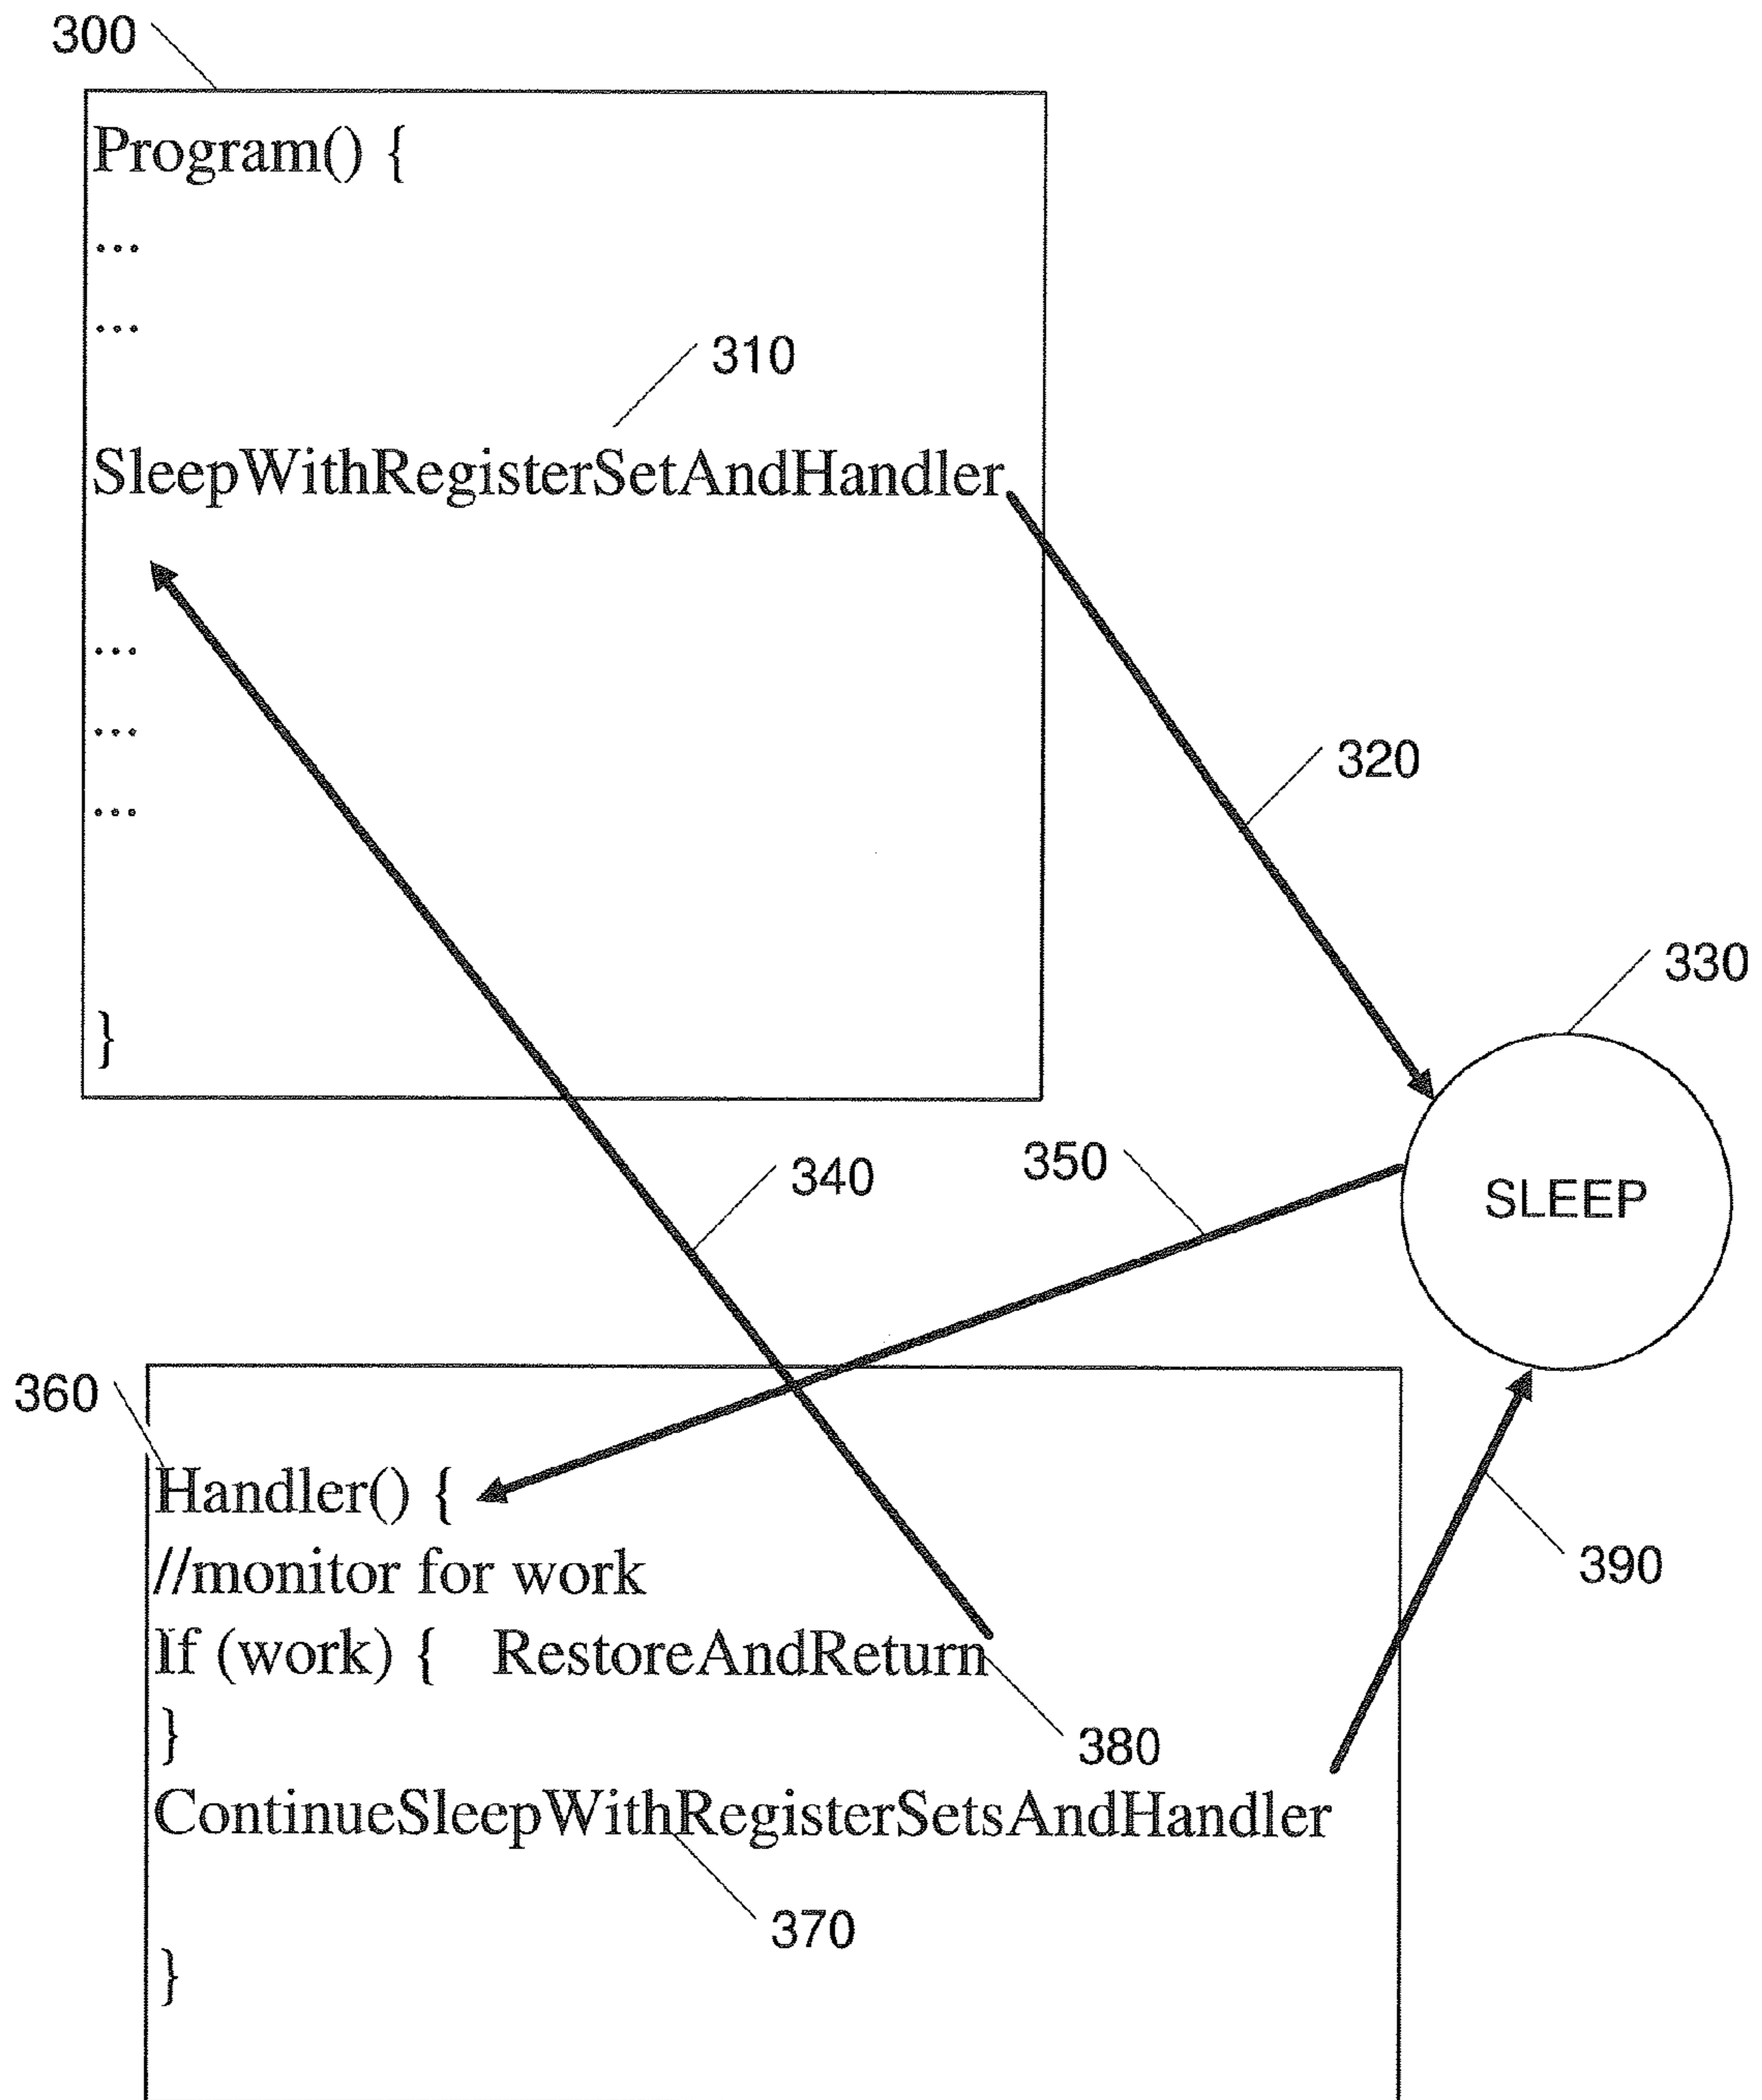 300
Program() {
...
...
310
SleepWithRegisterSetAndHandler
...
...
...
320
}
330
340
350
SLEEP
360
Handler() {
//monitor for work
If (work) { RestoreAndReturn
}
380
390
ContinueSleepWithRegisterSetsAndHandler
370
}